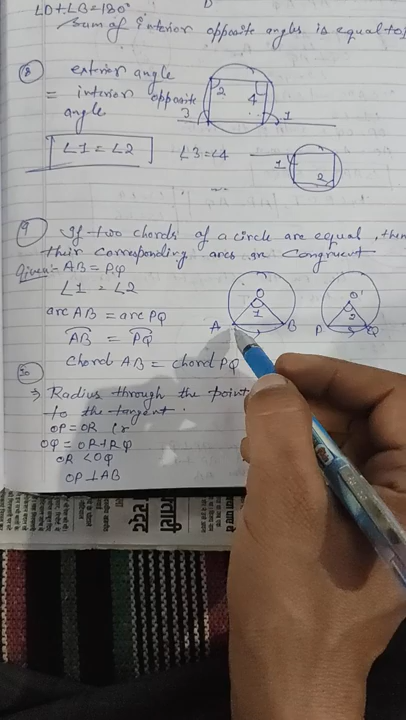 ∠D+∠B=180°
D
Sum of interior opposite angles is equal to
⑧ exterior angle
= interior opposite
angle
2
4
3
1
∠1 = ∠2
∠3=∠4
1
2
⑨ If two chords of a circle are equal, then
their corresponding arcs are Congruent
Given:- AB = PQ
∠1 = ∠2
arc AB = arc PQ
AB = PQ
Chord AB = chord PQ
O
1
A
B
O'
2
P
Q
⇒ Radius through the point
to the tangent.
OP = OR (r
OQ = OR+RQ
OR < OQ
OP ⊥ AB